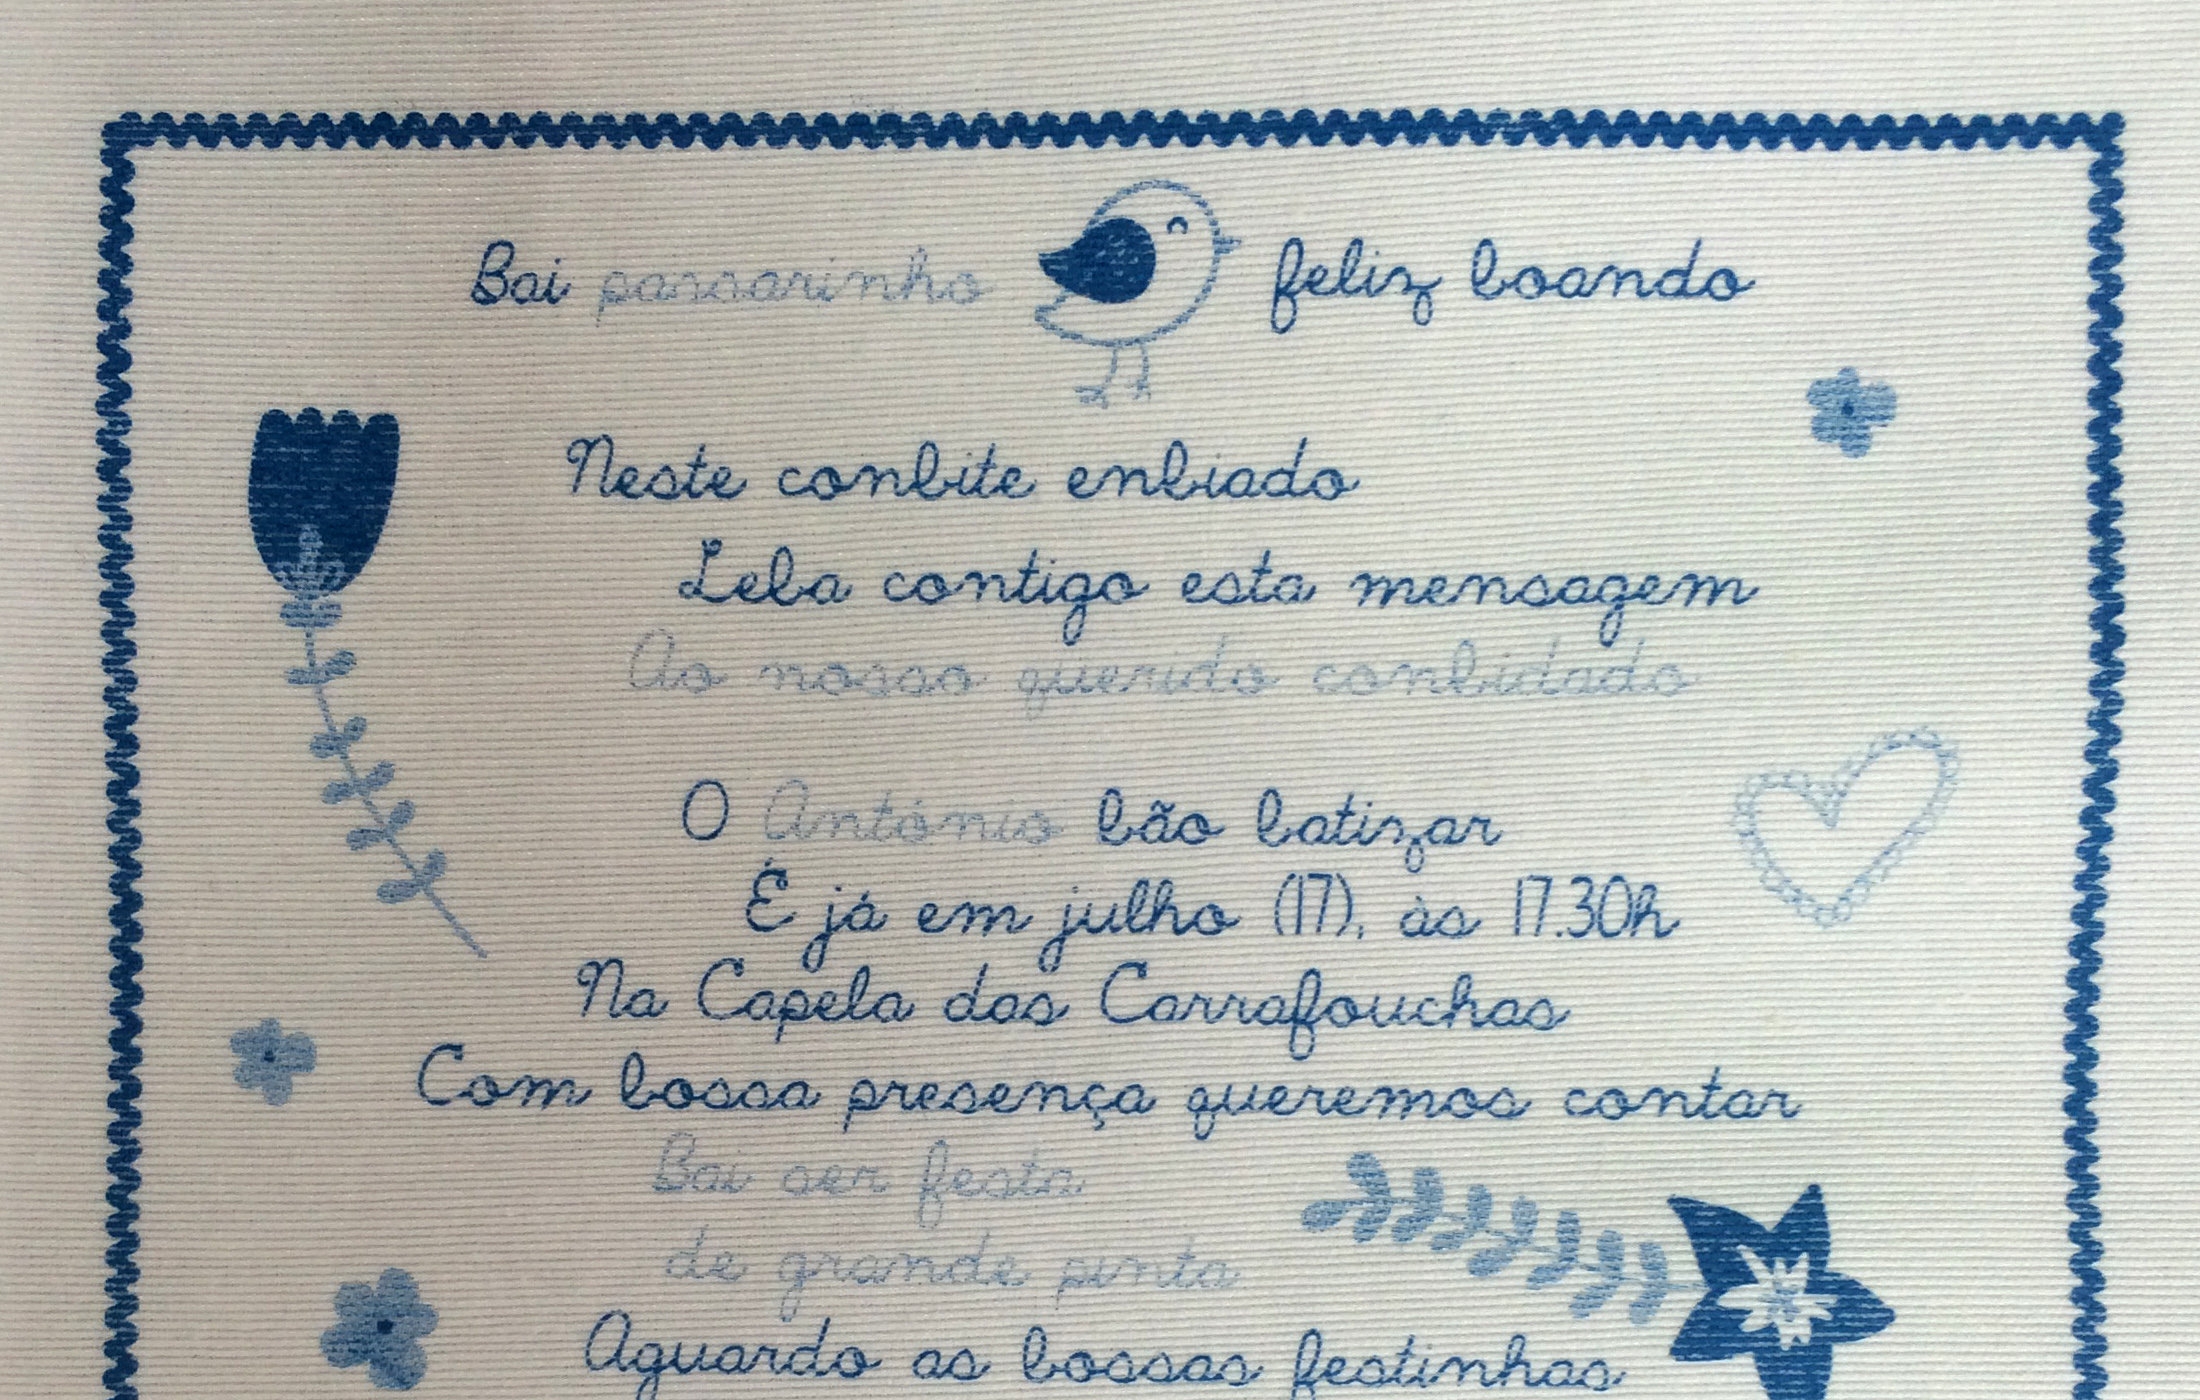 Bai passarinho feliz boando
Neste conbite enbiado
Leba contigo esta mensagem
Ao nosso querido conbidado
O António bão batizar
É já em julho (17), às 17.30h
Na Capela das Carrafouchas
Com bossa presença queremos contar
Bai ser festa
de grande pinta
Aguardo as bossas festinhas